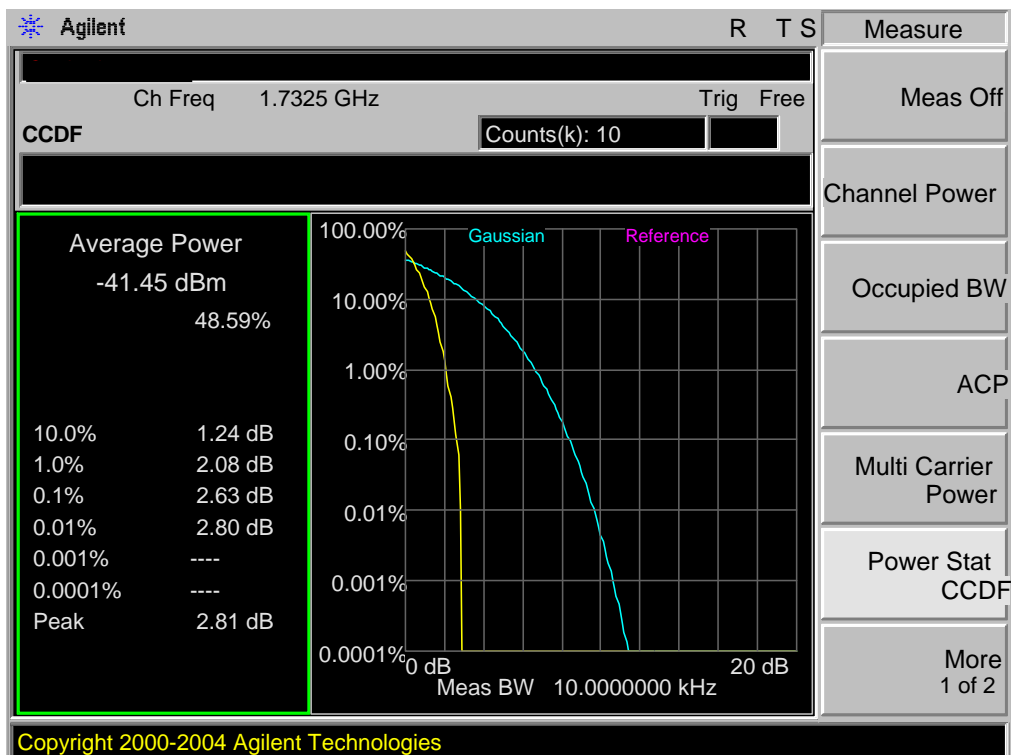 Agilent R T S Measure
Ch Freq 1.7325 GHz Trig Free
Meas Off
CCDF Counts(k): 10
Channel Power
Average Power
-41.45 dBm
48.59%
10.0% 1.24 dB
1.0% 2.08 dB
0.1% 2.63 dB
0.01% 2.80 dB
0.001% ----
0.0001% ----
Peak 2.81 dB
Gaussian Reference
100.00%
10.00%
1.00%
0.10%
0.01%
0.001%
0.0001%
0 dB 20 dB
Meas BW 10.0000000 kHz
Occupied BW
ACP
Multi Carrier
Power
Power Stat
CCDF
More
1 of 2
Copyright 2000-2004 Agilent Technologies